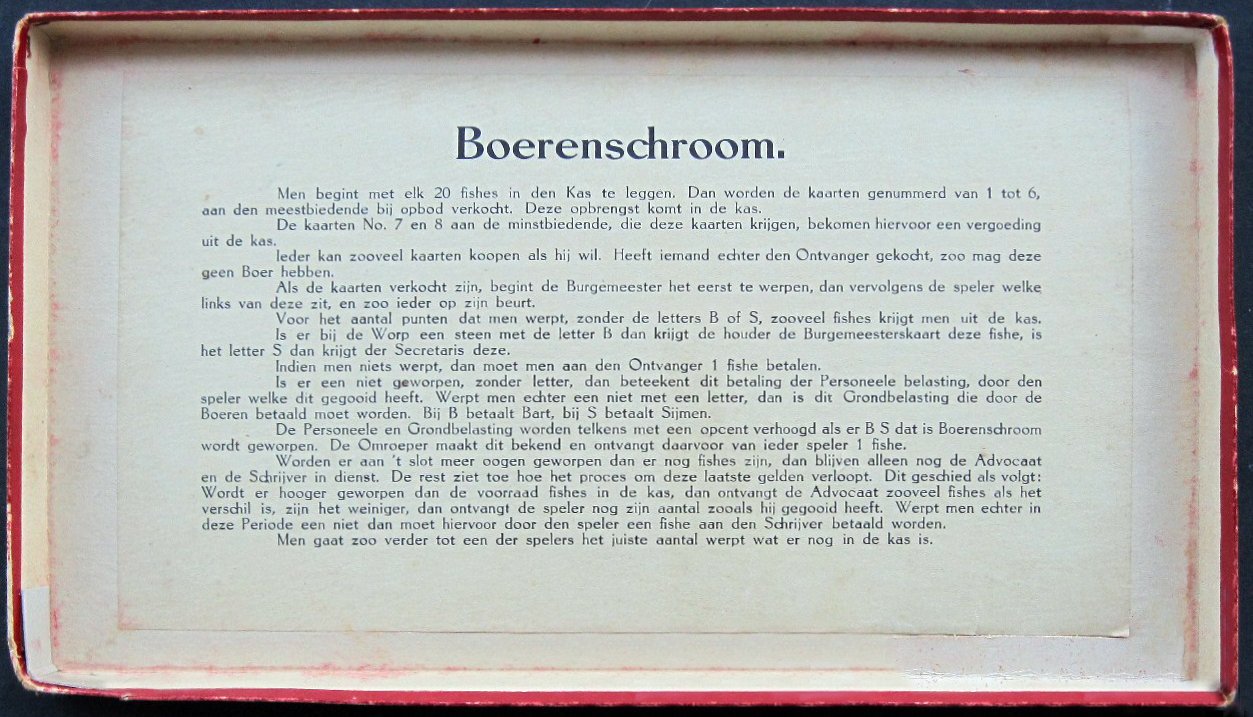 Boerenschroom.
Men begint met elk 20 fishes in den Kas te leggen. Dan worden de kaarten genummerd van 1 tot 6,
aan den meestbiedende bij opbod verkocht. Deze opbrengst komt in de kas.
De kaarten No. 7 en 8 aan de minstbiedende, die deze kaarten krijgen, bekomen hiervoor een vergoeding
uit de kas.
Ieder kan zooveel kaarten koopen als hij wil. Heeft iemand echter den Ontvanger gekocht, zoo mag deze
geen Boer hebben.
Als de kaarten verkocht zijn, begint de Burgemeester het eerst te werpen, dan vervolgens de speler welke
links van deze zit, en zoo ieder op zijn beurt.
Voor het aantal punten dat men werpt, zonder de letters B of S, zooveel fishes krijgt men uit de kas.
Is er bij de Worp een steen met de letter B dan krijgt de houder de Burgemeesterskaart deze fishe, is
het letter S dan krijgt der Secretaris deze.
Indien men niets werpt, dan moet men aan den Ontvanger 1 fishe betalen.
Is er een niet geworpen, zonder letter, dan beteekent dit betaling der Personeele belasting, door den
speler welke dit gegooid heeft. Werpt men echter een niet met een letter, dan is dit Grondbelasting die door de
Boeren betaald moet worden. Bij B betaalt Bart, bij S betaalt Sijmen.
De Personeele en Grondbelasting worden telkens met een opcent verhoogd als er B S dat is Boerenschroom
wordt geworpen. De Omroeper maakt dit bekend en ontvangt daarvoor van ieder speler 1 fishe.
Worden er aan 't slot meer oogen geworpen dan er nog fishes zijn, dan blijven alleen nog de Advocaat
en de Schrijver in dienst. De rest ziet toe hoe het proces om deze laatste gelden verloopt. Dit geschied als volgt:
Wordt er hooger geworpen dan de voorraad fishes in de kas, dan ontvangt de Advocaat zooveel fishes als het
verschil is, zijn het weiniger, dan ontvangt de speler nog zijn aantal zooals hij gegooid heeft. Werpt men echter in
deze Periode een niet dan moet hiervoor door den speler een fishe aan den Schrijver betaald worden.
Men gaat zoo verder tot een der spelers het juiste aantal werpt wat er nog in de kas is.